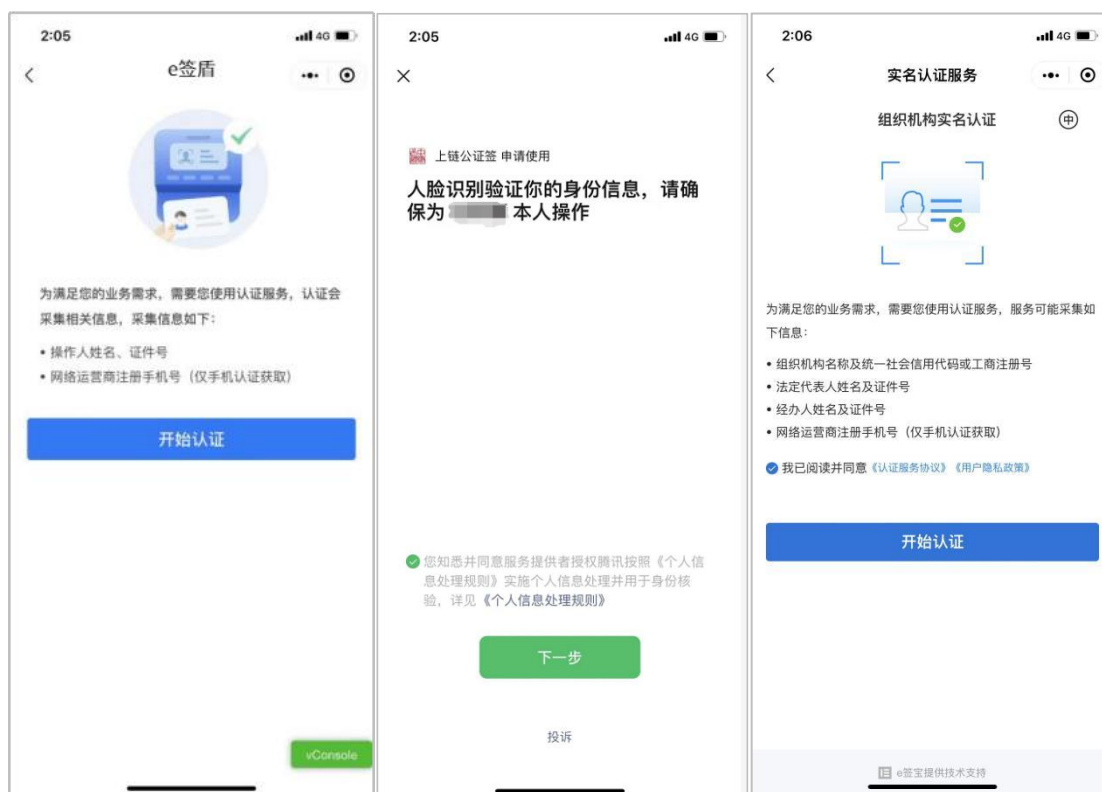 2:05
4G
e签盾
为满足您的业务需求，需要您使用认证服务，认证会
采集相关信息，采集信息如下：
• 操作人姓名、证件号
• 网络运营商注册手机号（仅手机认证获取）
开始认证
vConsole
2:05
4G
上链公证签 申请使用
人脸识别验证你的身份信息，请确
保为 本人操作
您知悉并同意服务提供者授权腾讯按照《个人信
息处理规则》实施个人信息处理并用于身份核
验，详见《个人信息处理规则》
下一步
投诉
2:06
4G
实名认证服务
组织机构实名认证
中
为满足您的业务需求，需要您使用认证服务，服务可能采集如
下信息：
• 组织机构名称及统一社会信用代码或工商注册号
• 法定代表人姓名及证件号
• 经办人姓名及证件号
• 网络运营商注册手机号（仅手机认证获取）
我已阅读并同意《认证服务协议》《用户隐私政策》
开始认证
e签宝提供技术支持